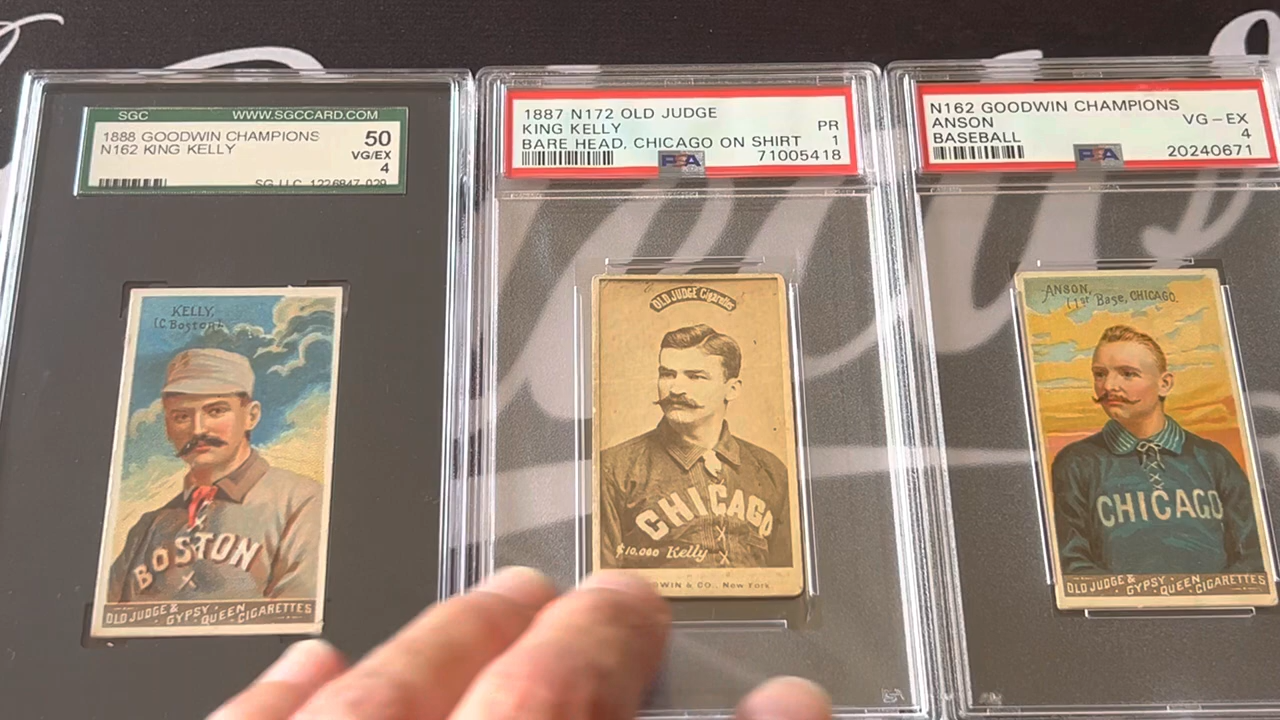 SGC WWW.SGCCARD.COM
1888 GOODWIN CHAMPIONS
N162 KING KELLY
50
VG/EX
4
KELLY,
(C. Boston)
BOSTON
OLD JUDGE &
GYPSY QUEEN CIGARETTES
1887 N172 OLD JUDGE
KING KELLY PR
BARE HEAD, CHICAGO ON SHIRT 1
PSA 71005418
OLD JUDGE Cigarettes
CHICAGO
$10,000 Kelly
WIN & CO., New York
N162 GOODWIN CHAMPIONS
ANSON VG-EX
BASEBALL 4
PSA 20240671
ANSON,
1st Base, CHICAGO.
CHICAGO
OLD JUDGE &
GYPSY QUEEN CIGARETTES